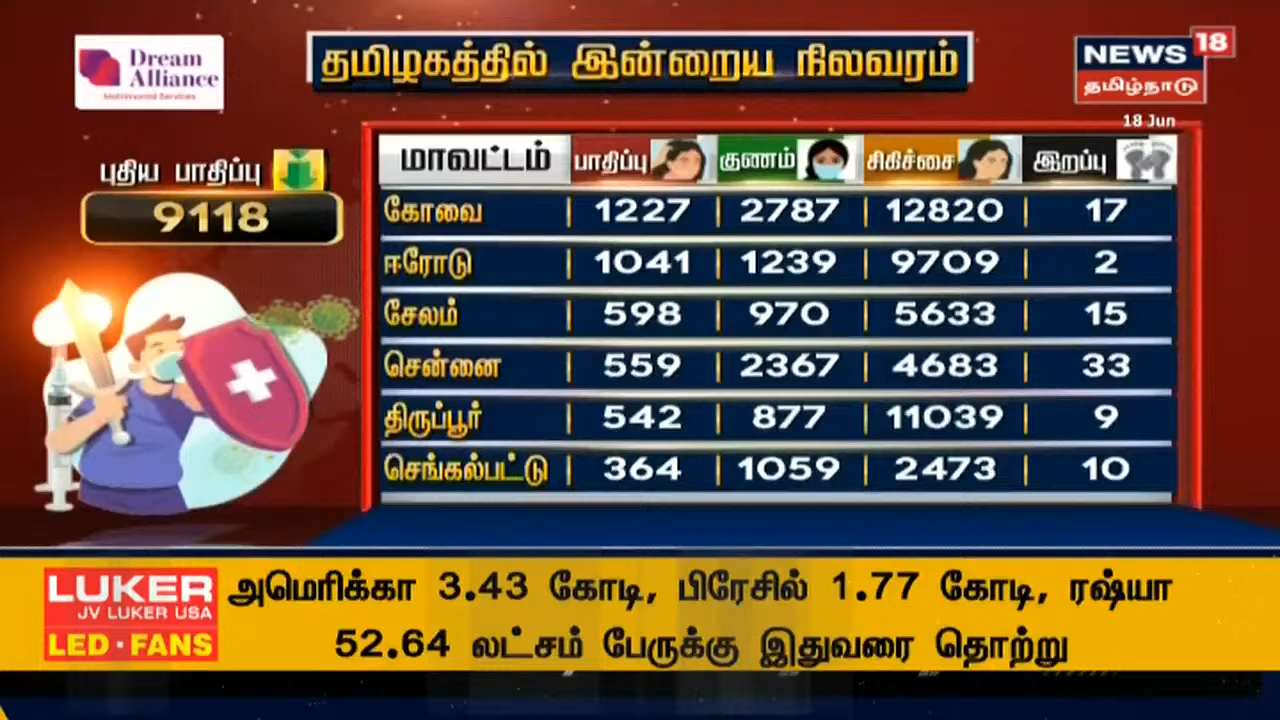 Dream
Alliance
Matrimonial Services
தமிழகத்தில் இன்றைய நிலவரம்
NEWS 18
தமிழ்நாடு
18 Jun
புதிய பாதிப்பு
9118
மாவட்டம் பாதிப்பு குணம் சிகிச்சை இறப்பு
கோவை 1227 2787 12820 17
ஈரோடு 1041 1239 9709 2
சேலம் 598 970 5633 15
சென்னை 559 2367 4683 33
திருப்பூர் 542 877 11039 9
செங்கல்பட்டு 364 1059 2473 10
LUKER
JV LUKER USA
LED · FANS
அமெரிக்கா 3.43 கோடி, பிரேசில் 1.77 கோடி, ரஷ்யா
52.64 லட்சம் பேருக்கு இதுவரை தொற்று